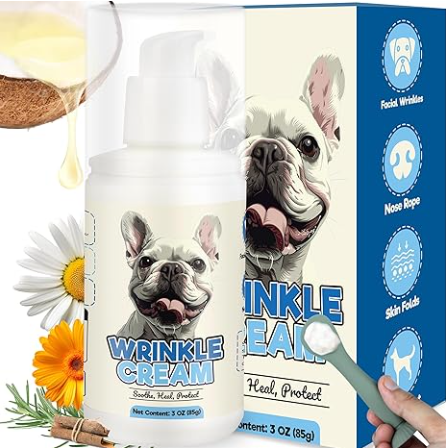 WRINKLE
CREAM
Soothe, Heal, Protect
Net Content: 3 OZ (85g)
INKLE
EAM
, Heal, Protect
ntent: 3 OZ (85g)
Facial Wrinkles
Nose Rope
Skin Folds